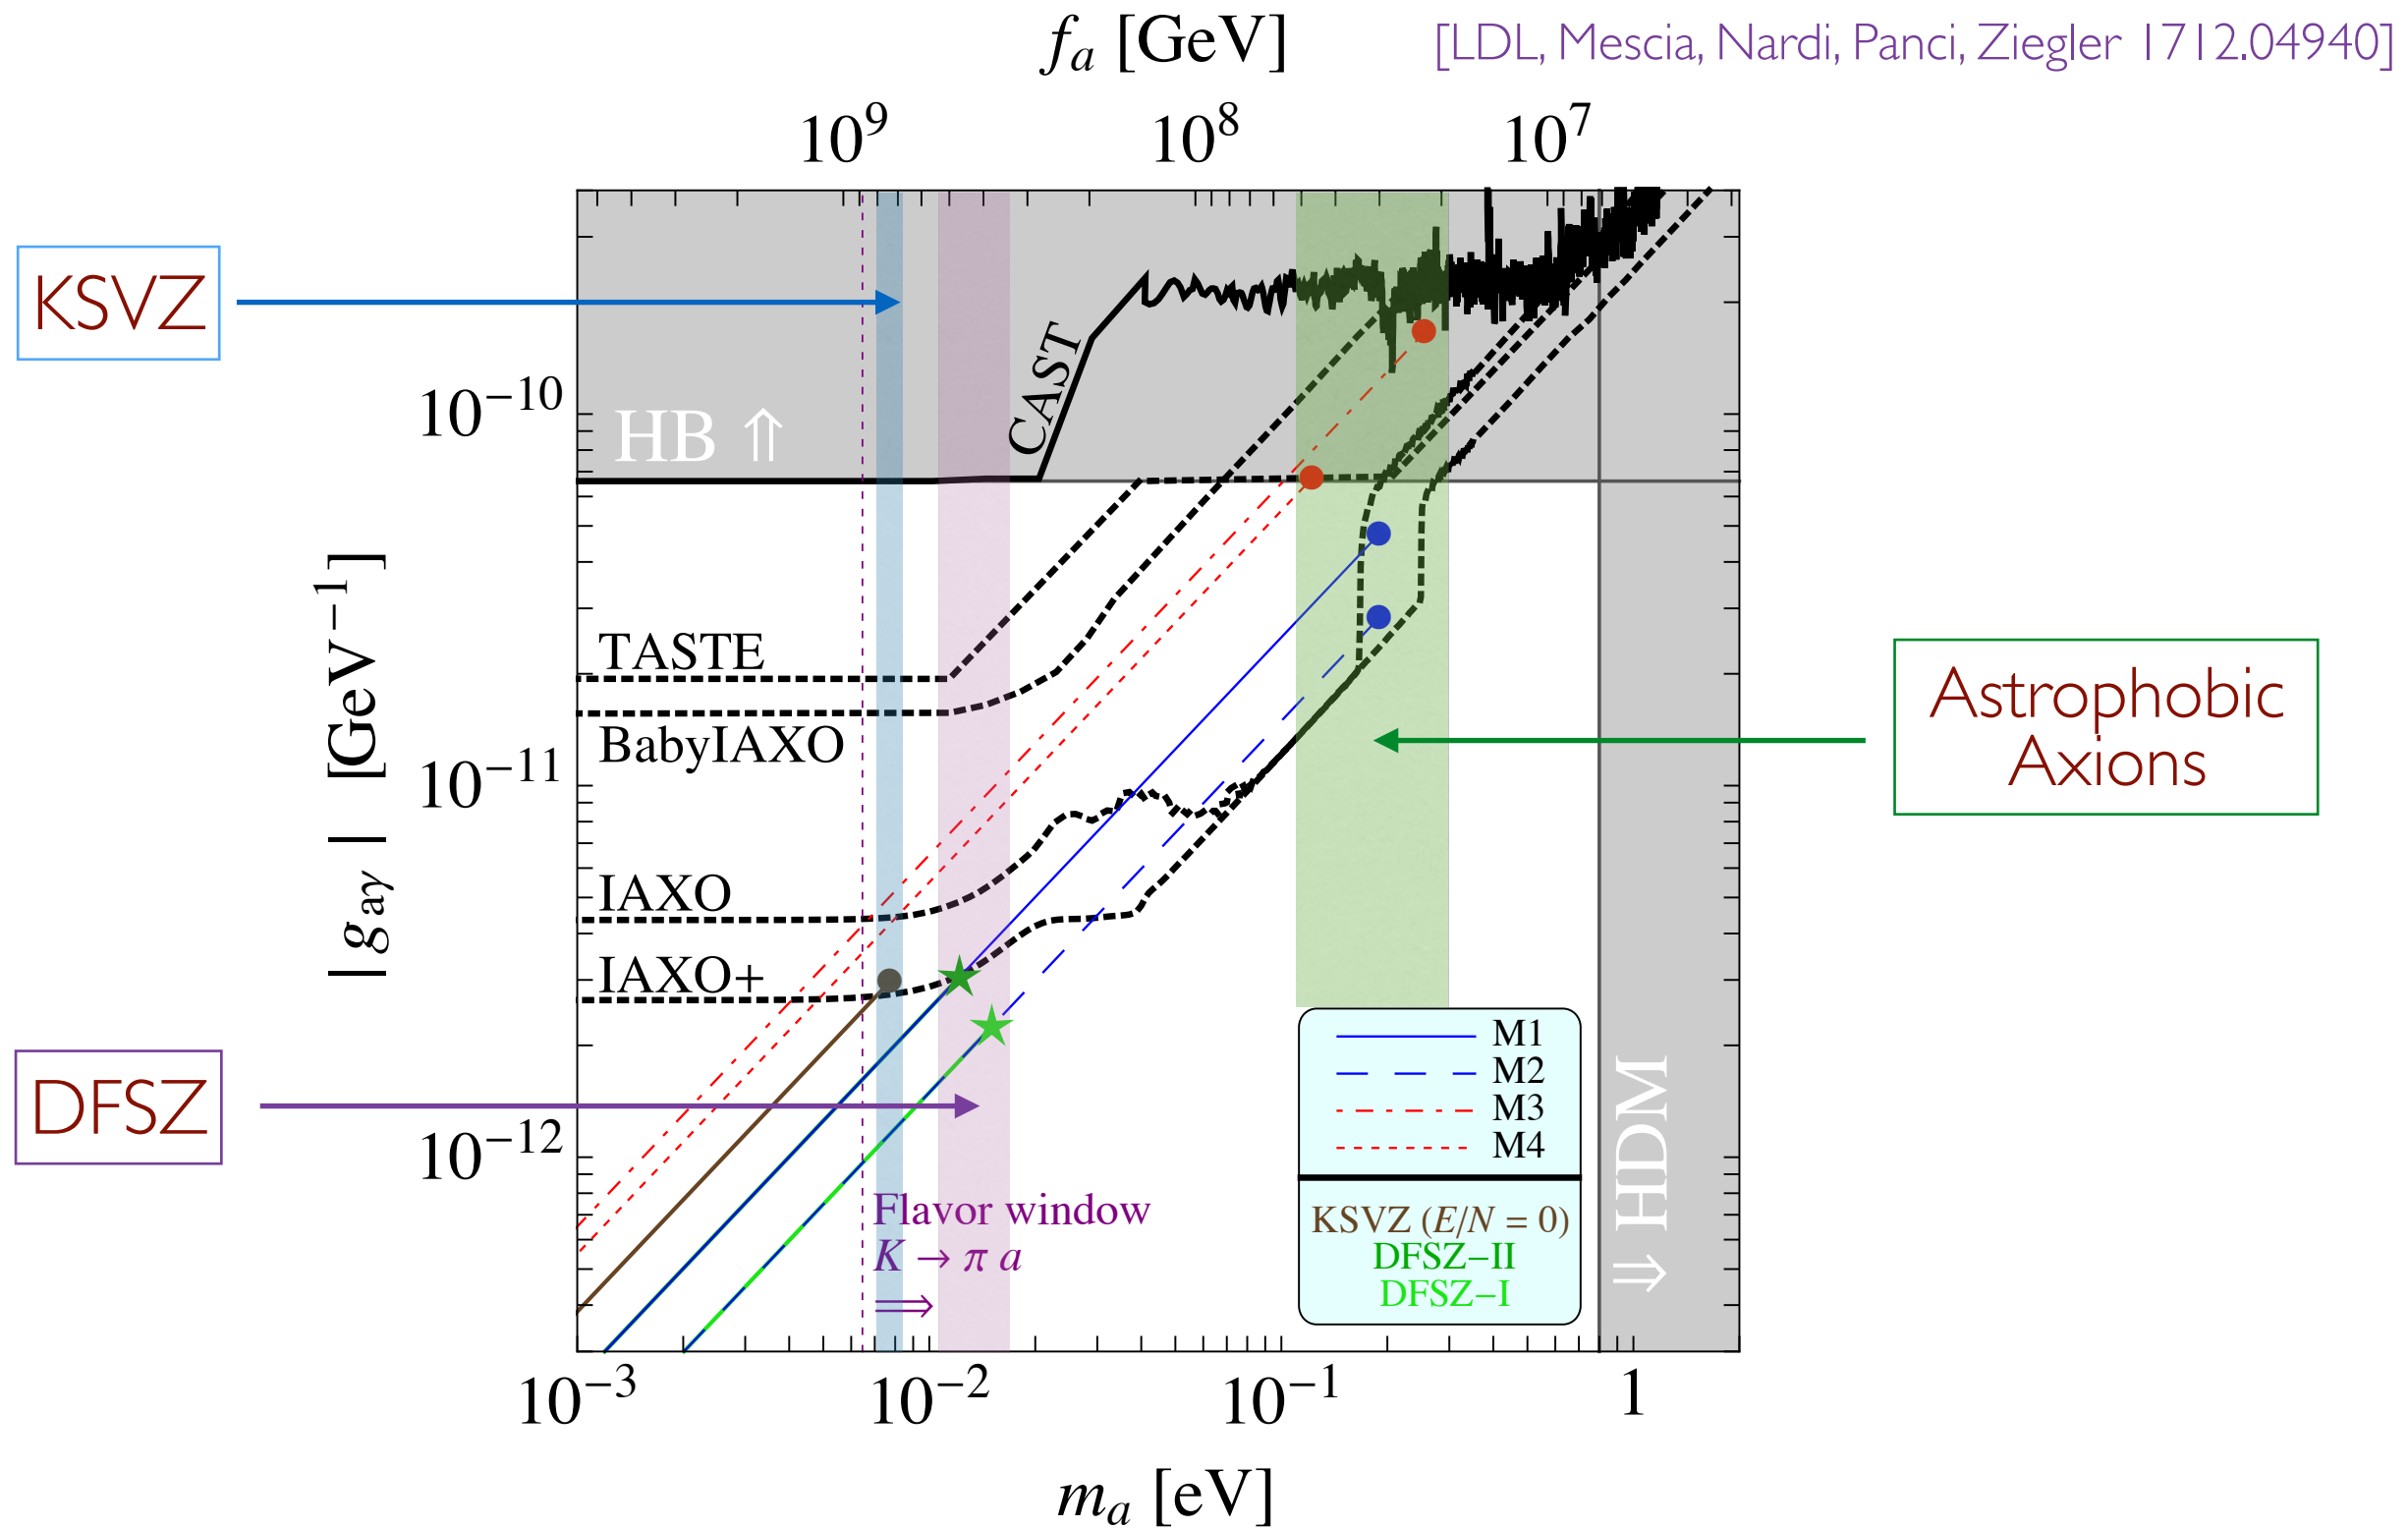 f_a [GeV]
[LDL, Mescia, Nardi, Panci, Ziegler 1712.04940]
10^9 10^8 10^7
KSVZ
10^−10
HB ⇑
CAST
|g_aγ| [GeV^−1]
TASTE
BabyIAXO
Astrophobic
Axions
10^−11
IAXO
IAXO+
DFSZ
10^−12
Flavor window
K → π a
⟹
M1
M2
M3
M4
KSVZ (E/N = 0)
DFSZ−II
DFSZ−I
⇒ HDM
10^−3 10^−2 10^−1 1
m_a [eV]